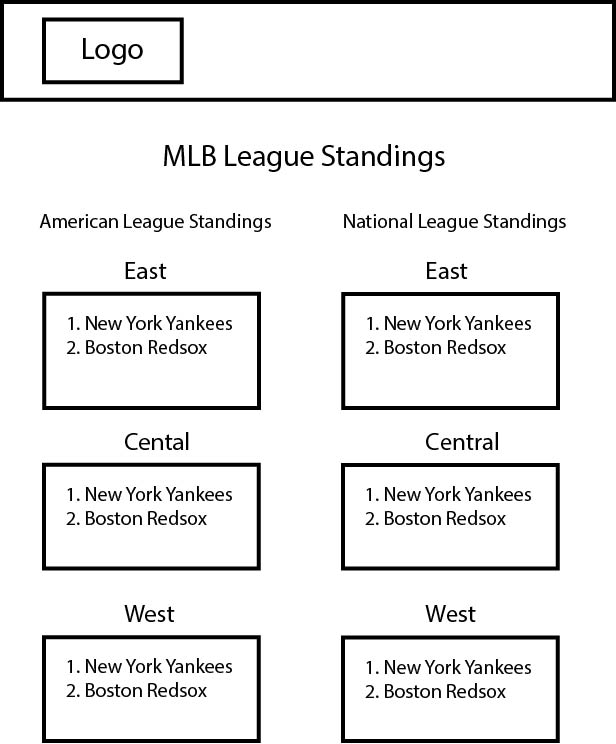 Logo
MLB League Standings
American League Standings
East
1. New York Yankees
2. Boston Redsox
Cental
1. New York Yankees
2. Boston Redsox
West
1. New York Yankees
2. Boston Redsox
National League Standings
East
1. New York Yankees
2. Boston Redsox
Central
1. New York Yankees
2. Boston Redsox
West
1. New York Yankees
2. Boston Redsox